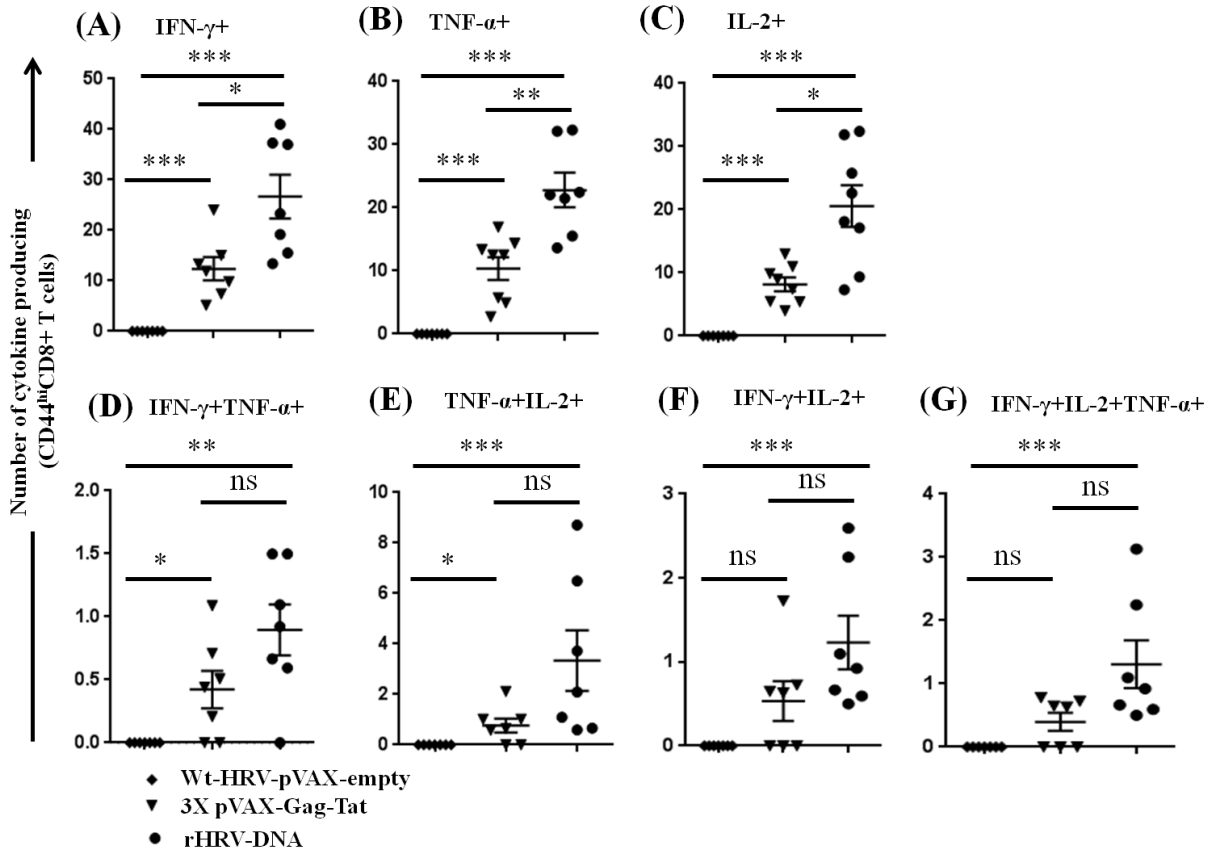 (A) IFN-γ+
***
*
***
50
40
30
20
10
0
(B) TNF-α+
***
**
***
40
30
20
10
0
(C) IL-2+
***
*
***
40
30
20
10
0
Number of cytokine producing
(CD44hiCD8+ T cells)
(D) IFN-γ+TNF-α+
**
ns
*
2.0
1.5
1.0
0.5
0.0
(E) TNF-α+IL-2+
***
ns
*
10
8
6
4
2
0
(F) IFN-γ+IL-2+
***
ns
ns
3
2
1
0
(G) IFN-γ+IL-2+TNF-α+
***
ns
ns
4
3
2
1
0
Wt-HRV-pVAX-empty
3X pVAX-Gag-Tat
rHRV-DNA